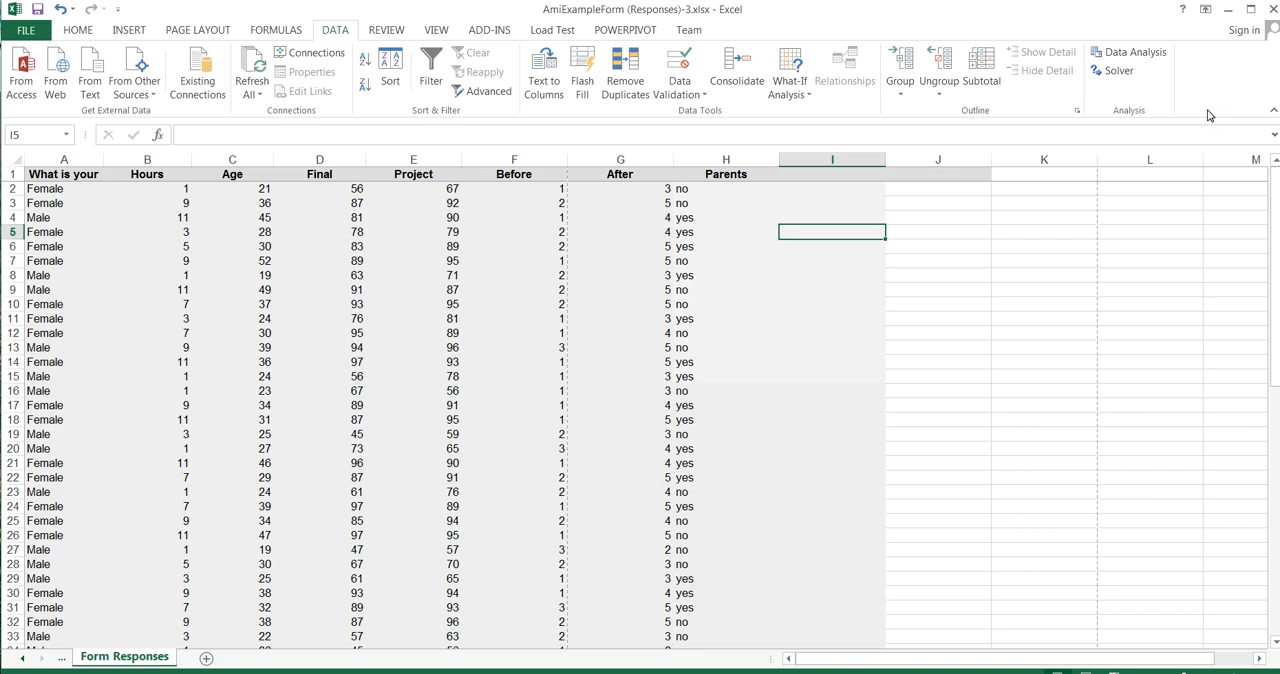 AmiExampleForm (Responses)-3.xlsx - Excel
FILE HOME INSERT PAGE LAYOUT FORMULAS DATA REVIEW VIEW ADD-INS Load Test POWERPIVOT Team Sign in
From Access From Web From Text From Other Sources Existing Connections Refresh All Connections Properties Edit Links Sort Filter Clear Reapply Advanced Text to Columns Flash Fill Remove Duplicates Data Validation Consolidate What-If Analysis Relationships Group Ungroup Subtotal Show Detail Hide Detail Data Analysis Solver
Get External Data Connections Sort & Filter Data Tools Outline Analysis
I5 fx
A B C D E F G H I J K L M
1 What is your Hours Age Final Project Before After Parents
2 Female 1 21 56 67 1 3 no
3 Female 9 36 87 92 2 5 no
4 Male 11 45 81 90 1 4 yes
5 Female 3 28 78 79 2 4 yes
6 Female 5 30 83 89 2 5 yes
7 Female 9 52 89 95 1 5 no
8 Male 1 19 63 71 2 3 yes
9 Male 11 49 91 87 2 5 no
10 Female 7 37 93 95 2 5 no
11 Female 3 24 76 81 1 3 yes
12 Female 7 30 95 89 1 4 no
13 Male 9 39 94 96 3 5 no
14 Female 11 36 97 93 1 5 yes
15 Male 1 24 56 78 1 3 yes
16 Male 1 23 67 56 1 3 no
17 Female 9 34 89 91 1 4 yes
18 Female 11 31 87 95 1 5 yes
19 Male 3 25 45 59 2 3 no
20 Male 1 27 73 65 3 4 yes
21 Female 11 46 96 90 1 4 yes
22 Female 7 29 87 91 2 5 yes
23 Male 1 24 61 76 2 4 no
24 Female 7 39 97 89 1 5 yes
25 Female 9 34 85 94 2 4 no
26 Female 11 47 97 95 1 5 no
27 Male 1 19 47 57 3 2 no
28 Male 5 30 67 70 2 3 no
29 Male 3 25 61 65 1 3 yes
30 Female 9 38 93 94 1 4 yes
31 Female 7 32 89 93 3 5 yes
32 Female 9 38 87 96 2 5 no
33 Male 3 22 57 63 2 3 no
... Form Responses